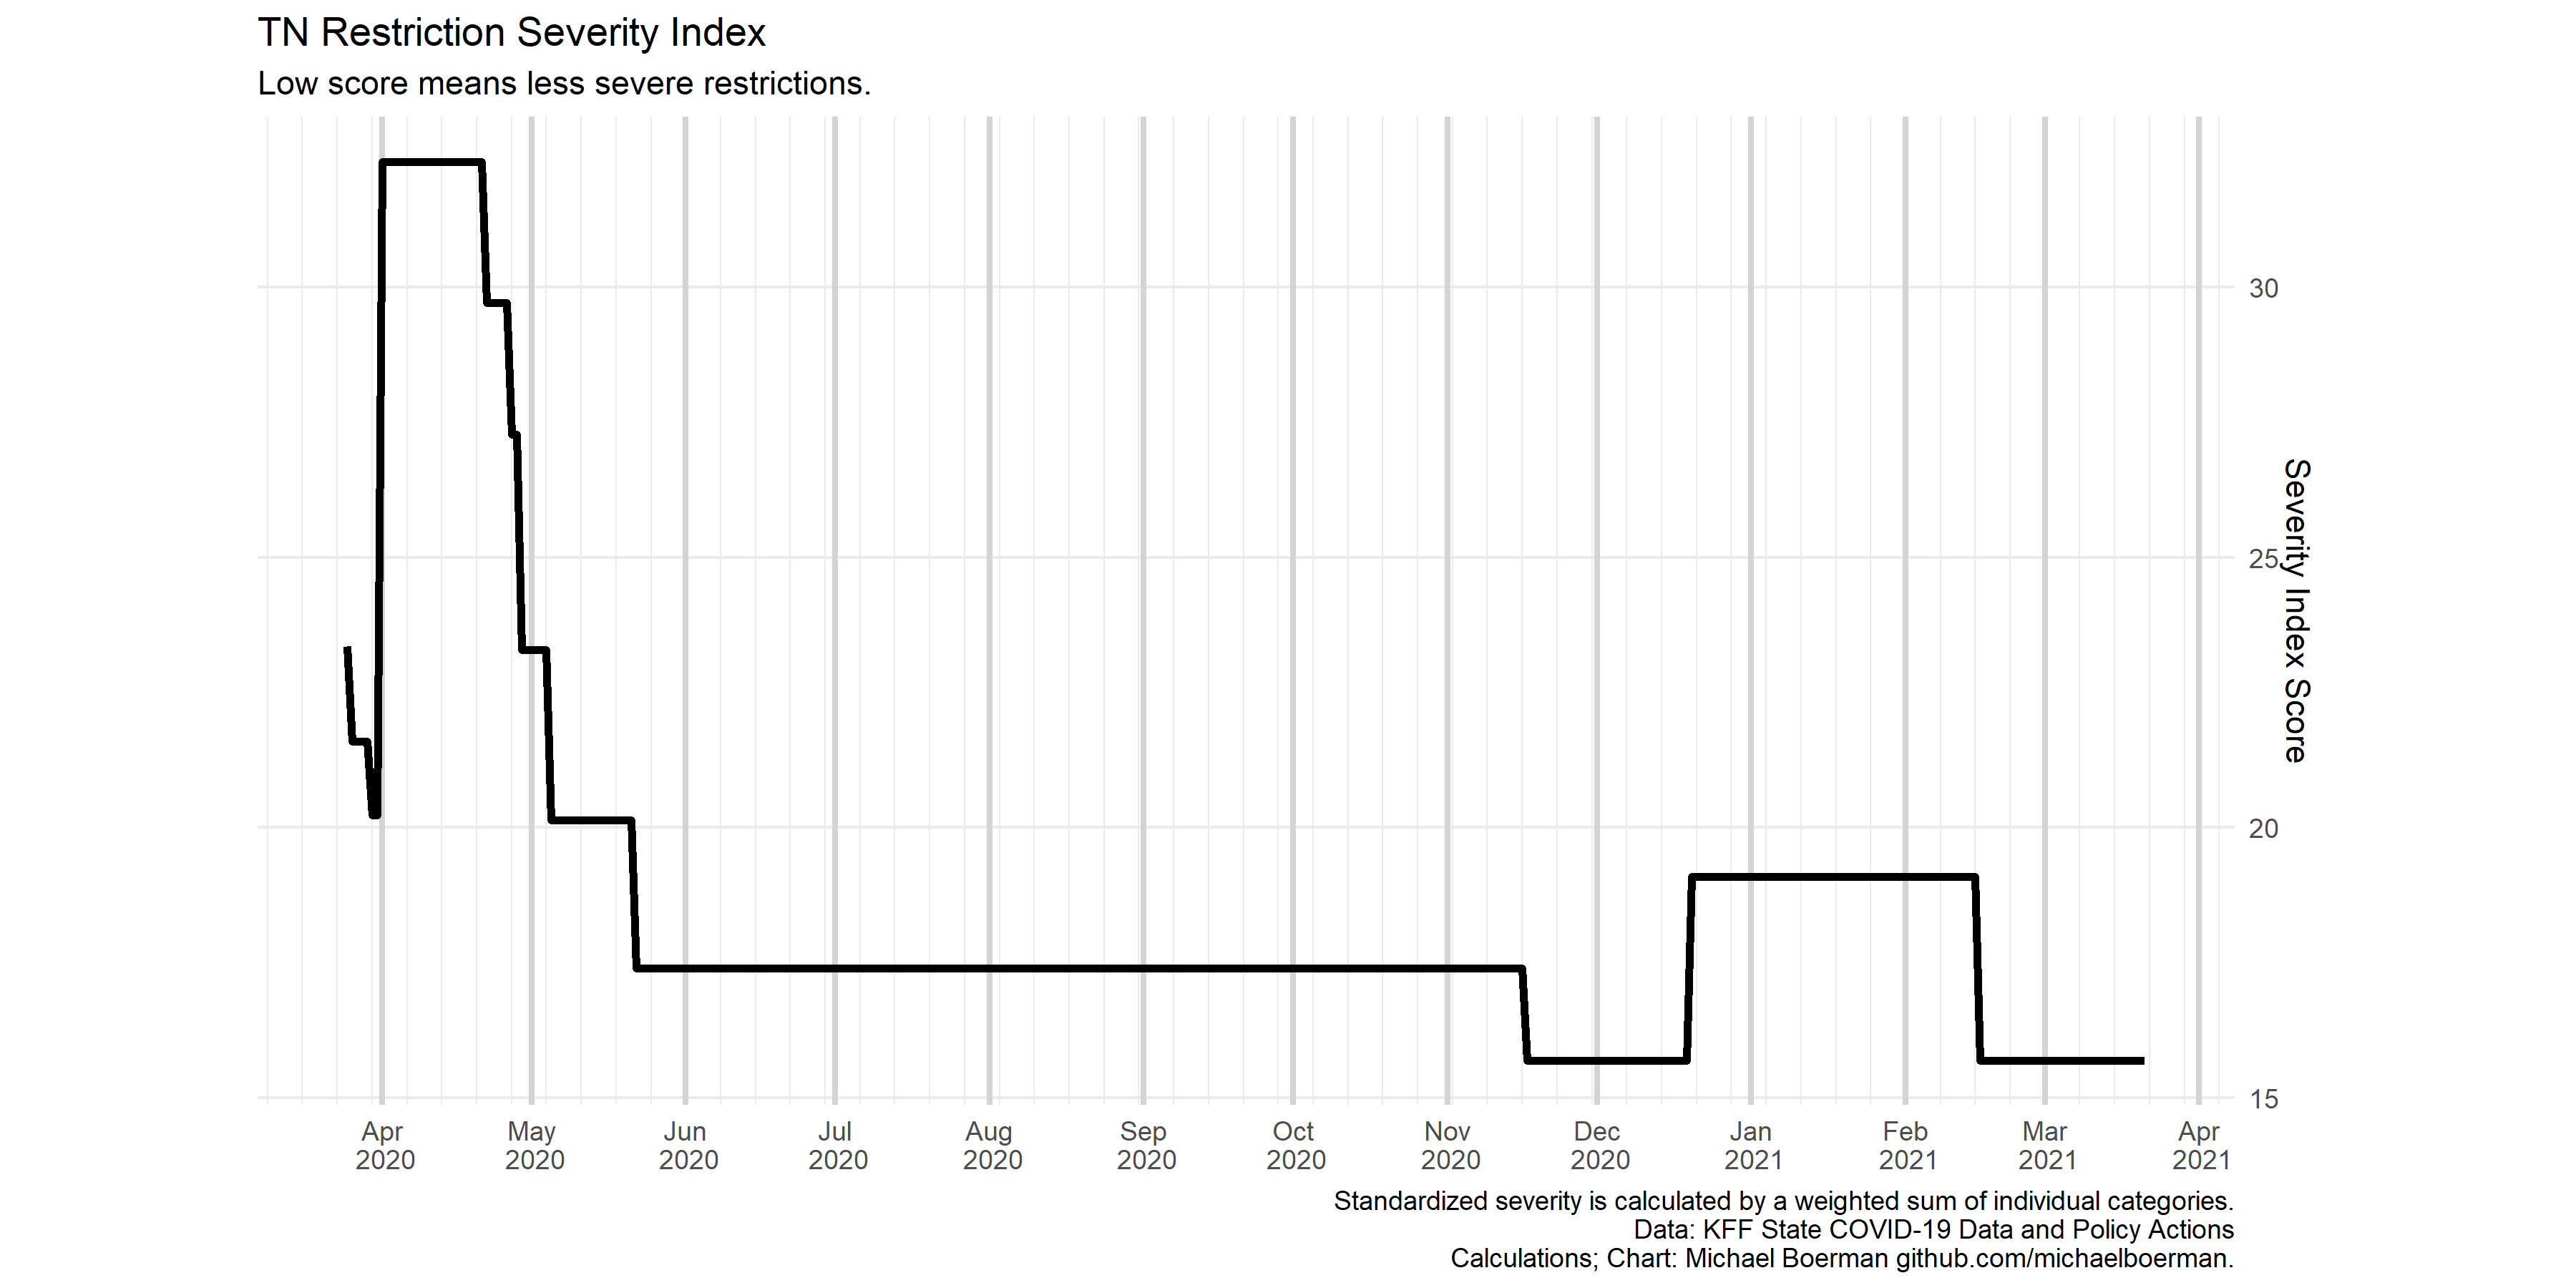 TN Restriction Severity Index
Low score means less severe restrictions.
30
25
20
15
Severity Index Score
Apr 2020
May 2020
Jun 2020
Jul 2020
Aug 2020
Sep 2020
Oct 2020
Nov 2020
Dec 2020
Jan 2021
Feb 2021
Mar 2021
Apr 2021
Standardized severity is calculated by a weighted sum of individual categories.
Data: KFF State COVID-19 Data and Policy Actions
Calculations; Chart: Michael Boerman github.com/michaelboerman.